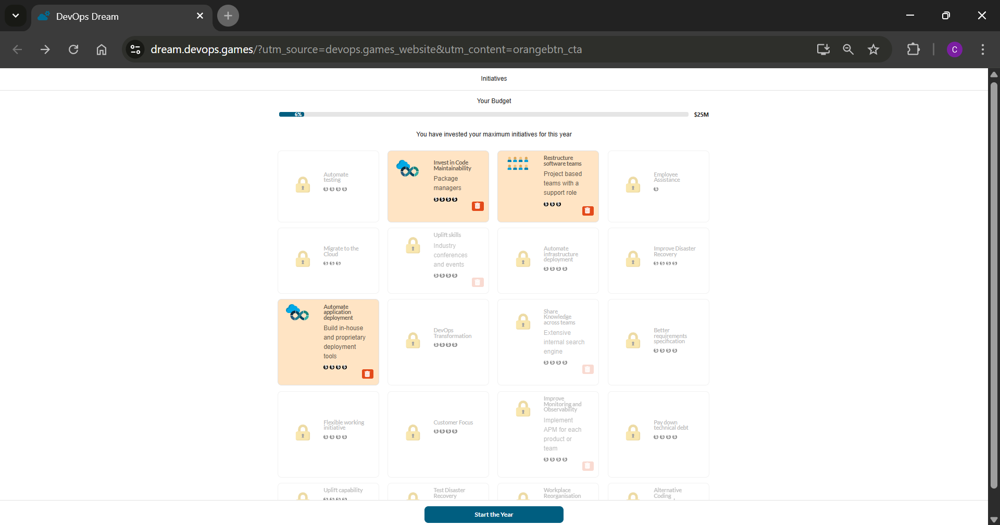 DevOps Dream
dream.devops.games/?utm_source=devops.games_website&utm_content=orangebtn_cta
C
Initiatives
Your Budget
6%
$25M
You have invested your maximum initiatives for this year
Automate
testing
Invest in Code
Maintainability
Package
managers
Restructure
software teams
Project based
teams with a
support role
Employee
Assistance
Migrate to the
Cloud
Uplift skills
Industry
conferences
and events
Automate
infrastructure
deployment
Improve Disaster
Recovery
Automate
application
deployment
Build in-house
and proprietary
deployment
tools
DevOps
Transformation
Share
Knowledge
across teams
Extensive
internal search
engine
Better
requirements
specification
Flexible working
initiative
Customer Focus
Improve
Monitoring and
Observability
Implement
APM for each
product or
team
Pay down
technical debt
Uplift capability
Test Disaster
Recovery
Workplace
Reorganisation
Alternative
Coding
Start the Year